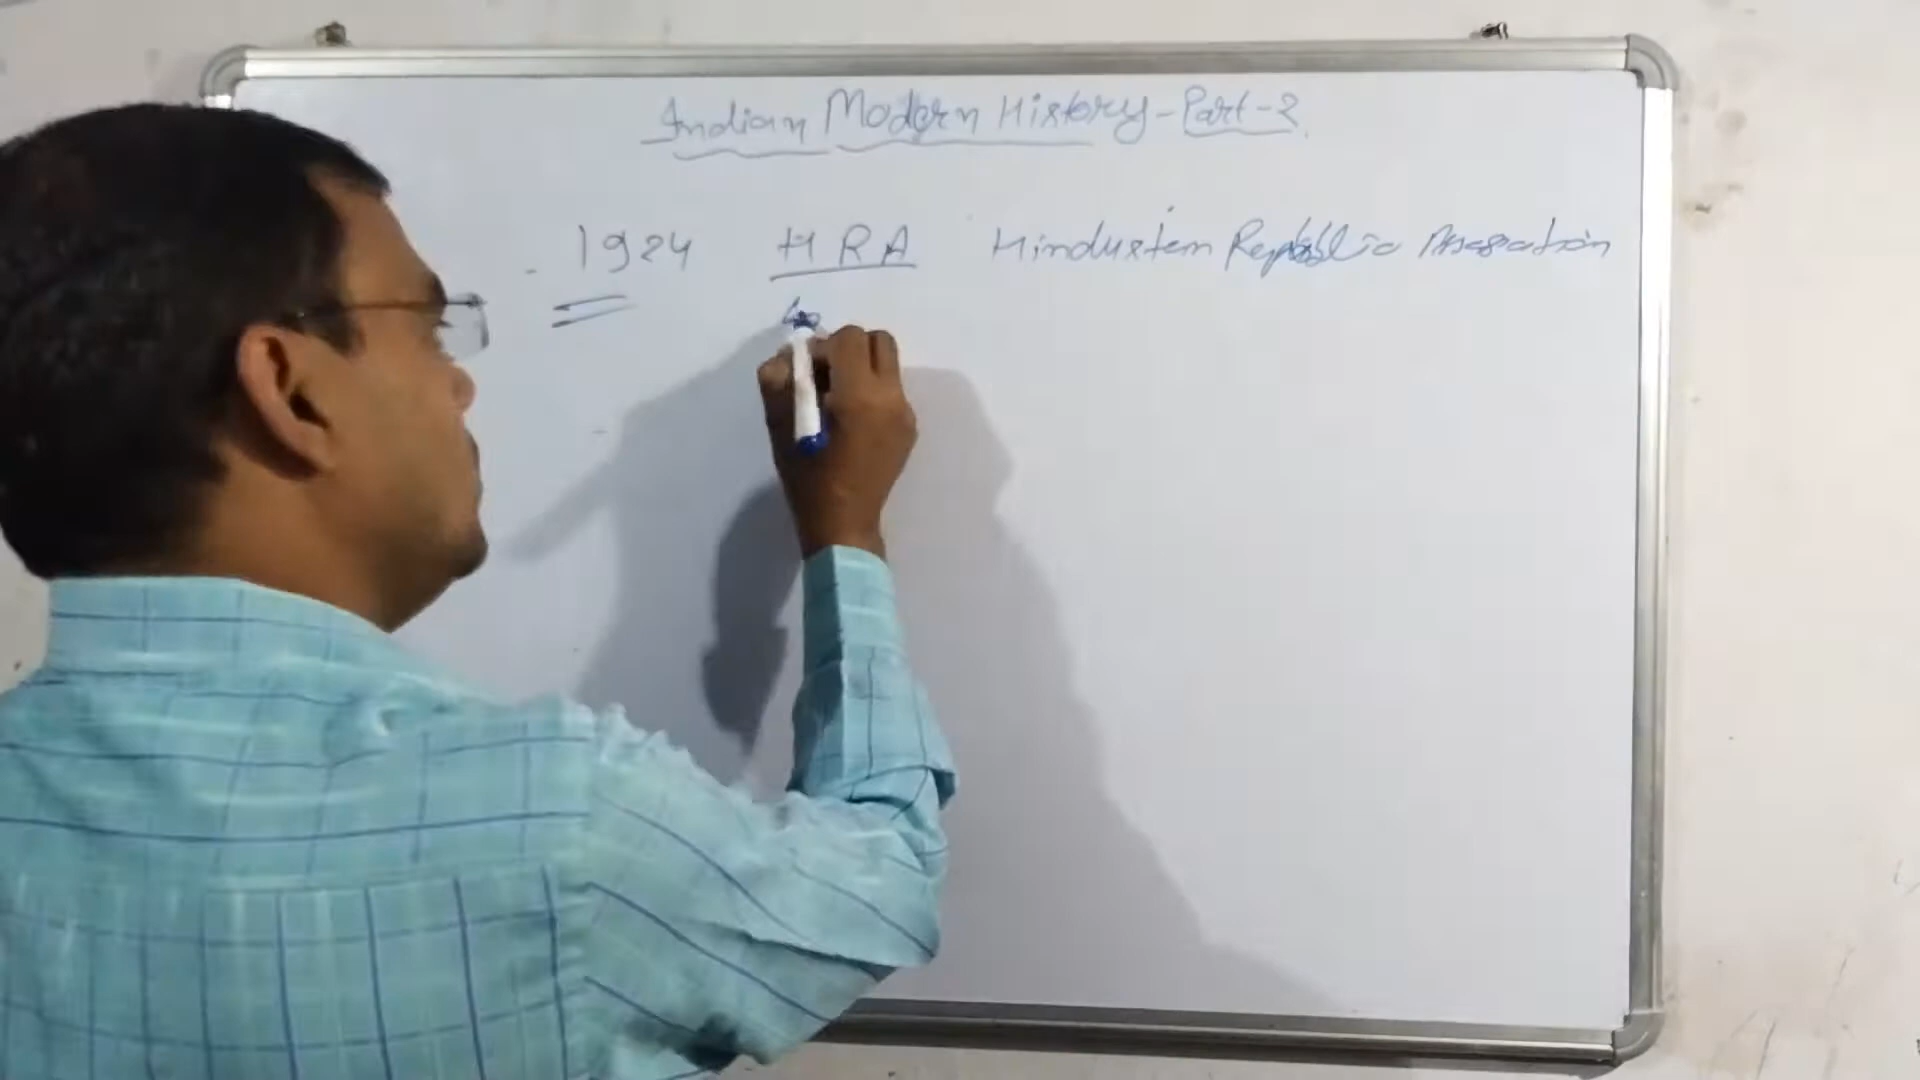 Indian Modern History - Part-2
- 1924 HRA Hindustan Republic Association